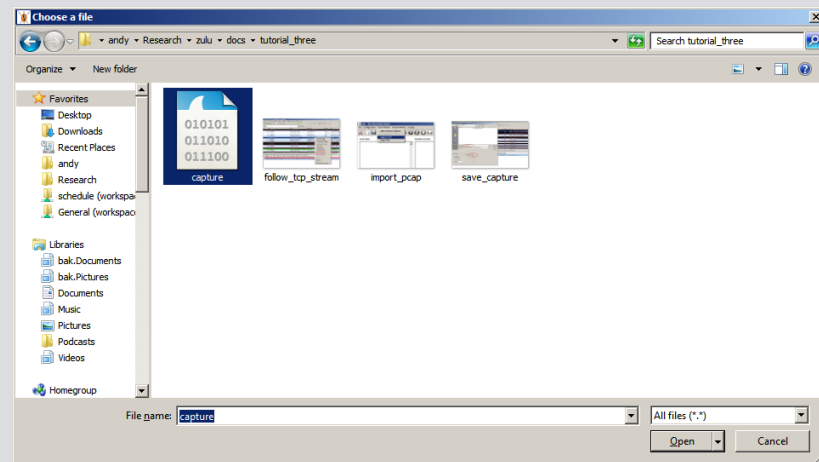 Choose a file
andy Research zulu docs tutorial_three
Search tutorial_three
Organize New folder
Favorites
Desktop
Downloads
Recent Places
andy
Research
schedule (workspa
General (workspac
Libraries
bak.Documents
bak.Pictures
Documents
Music
Pictures
Podcasts
Videos
Homegroup
010101
011010
011100
capture follow_tcp_stream import_pcap save_capture
File name: capture All files (*.*)
Open Cancel